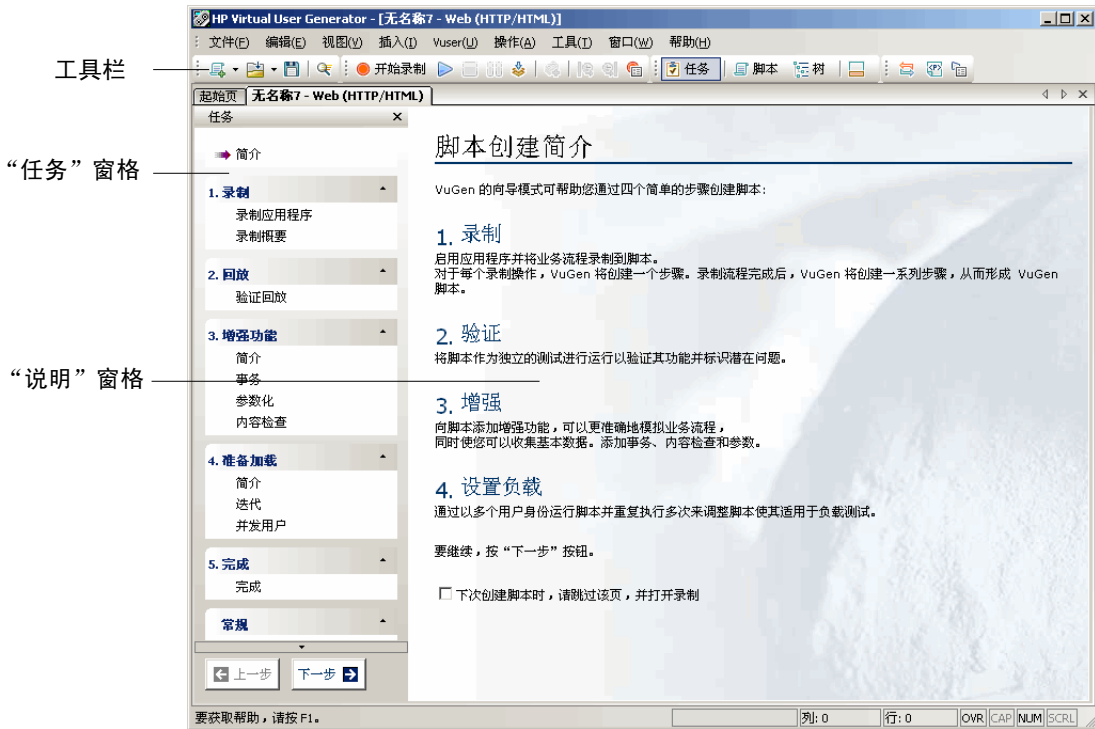 HP Virtual User Generator - [无名称7 - Web (HTTP/HTML)]
文件(F) 编辑(E) 视图(V) 插入(I) Vuser(U) 操作(A) 工具(T) 窗口(W) 帮助(H)
工具栏
开始录制 任务 脚本 树
起始页 无名称7 - Web (HTTP/HTML)
任务
“任务”窗格
简介
1. 录制
录制应用程序
录制概要
2. 回放
验证回放
3. 增强功能
简介
事务
参数化
内容检查
“说明”窗格
4. 准备加载
简介
迭代
并发用户
5. 完成
完成
常规
上一步 下一步
脚本创建简介
VuGen 的向导模式可帮助您通过四个简单的步骤创建脚本:
1. 录制
启用应用程序并将业务流程录制到脚本。
对于每个录制操作，VuGen 将创建一个步骤。录制流程完成后，VuGen 将创建一系列步骤，从而形成 VuGen
脚本。
2. 验证
将脚本作为独立的测试进行运行以验证其功能并标识潜在问题。
3. 增强
向脚本添加增强功能，可以更准确地模拟业务流程，
同时使您可以收集基本数据。添加事务、内容检查和参数。
4. 设置负载
通过以多个用户身份运行脚本并重复执行多次来调整脚本使其适用于负载测试。
要继续，按“下一步”按钮。
下次创建脚本时，请跳过该页，并打开录制
要获取帮助，请按 F1。 列: 0 行: 0 OVR CAP NUM SCRL